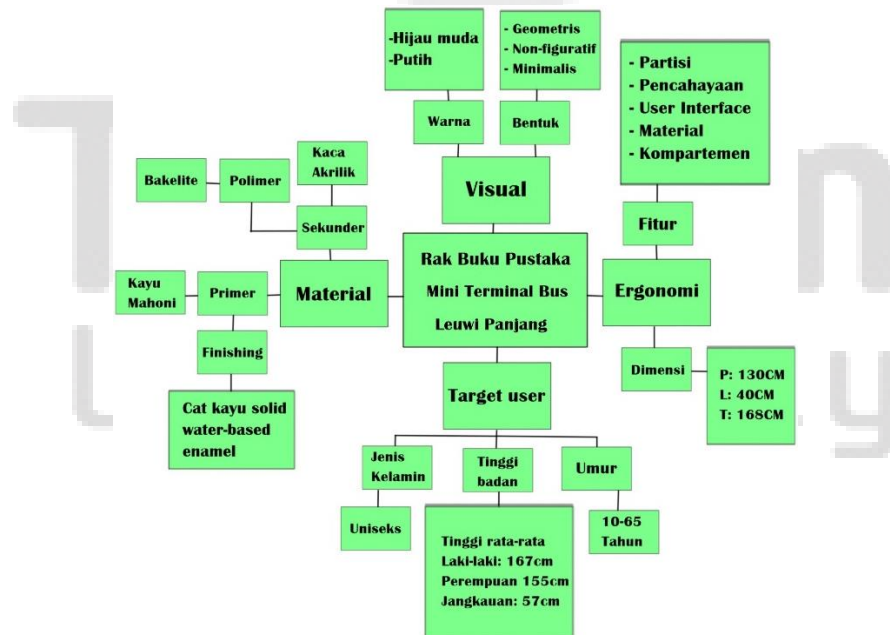 -Hijau muda
-Putih
- Geometris
- Non-figuratif
- Minimalis
- Partisi
- Pencahayaan
- User Interface
- Material
- Kompartemen
Warna
Bentuk
Kaca
Akrilik
Bakelite
Polimer
Visual
Sekunder
Fitur
Rak Buku Pustaka
Mini Terminal Bus
Leuwi Panjang
Kayu
Mahoni
Primer
Material
Ergonomi
Finishing
Dimensi
P: 130CM
L: 40CM
T: 168CM
Target user
Cat kayu solid
water-based
enamel
Jenis
Kelamin
Tinggi
badan
Umur
Uniseks
10-65
Tahun
Tinggi rata-rata
Laki-laki: 167cm
Perempuan 155cm
Jangkauan: 57cm